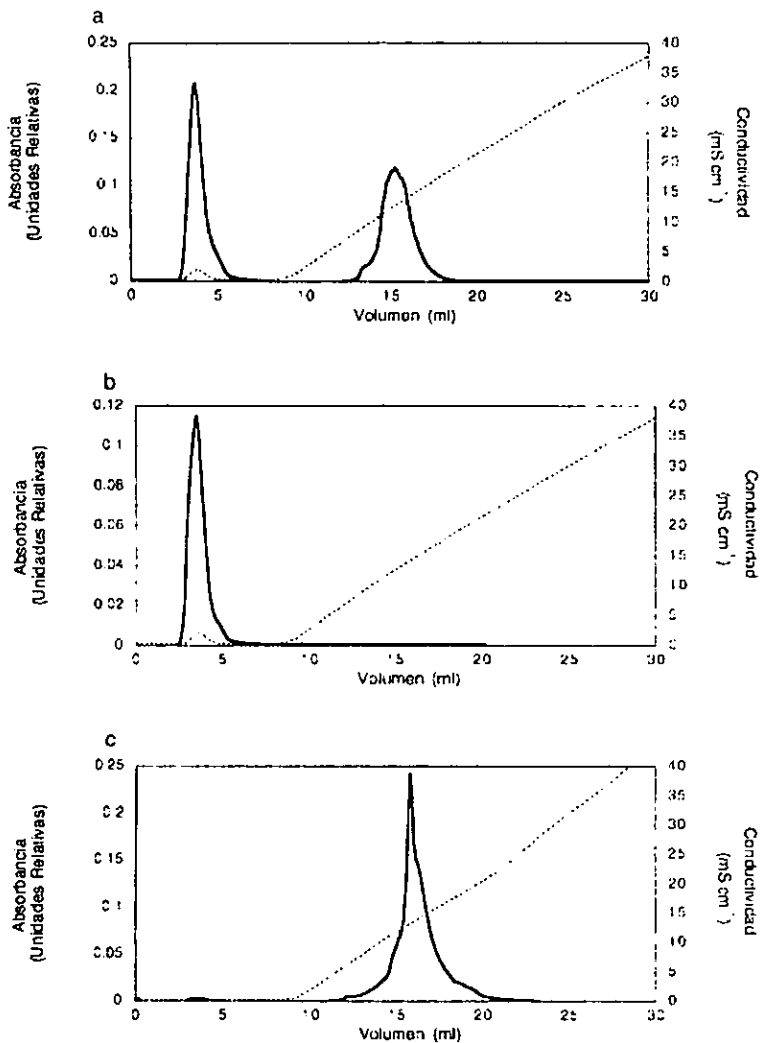 a
0.25
0.2
0.15
0.1
0.05
0
40
35
30
25
20
15
10
5
0
0 5 10 15 20 25 30
Absorbancia
(Unidades Relativas)
Conductividad
(mS cm⁻¹)
Volumen (ml)
b
0.12
0.1
0.08
0.06
0.04
0.02
0
40
35
30
25
20
15
10
5
0
0 5 10 15 20 25 30
Absorbancia
(Unidades Relativas)
Conductividad
(mS cm⁻¹)
Volumen (ml)
c
0.25
0.2
0.15
0.1
0.05
0
40
35
30
25
20
15
10
5
0
0 5 10 15 20 25 30
Absorbancia
(Unidades Relativas)
Conductividad
(mS cm⁻¹)
Volumen (ml)